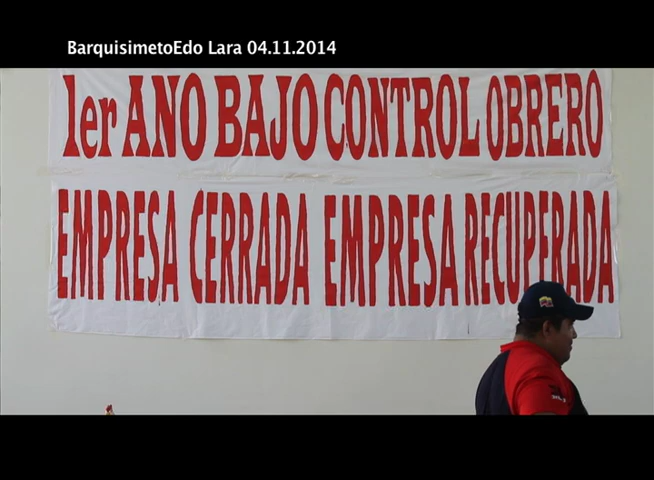 BarquisimetoEdo Lara 04.11.2014
1er ANO BAJO CONTROL OBRERO
EMPRESA CERRADA EMPRESA RECUPERADA